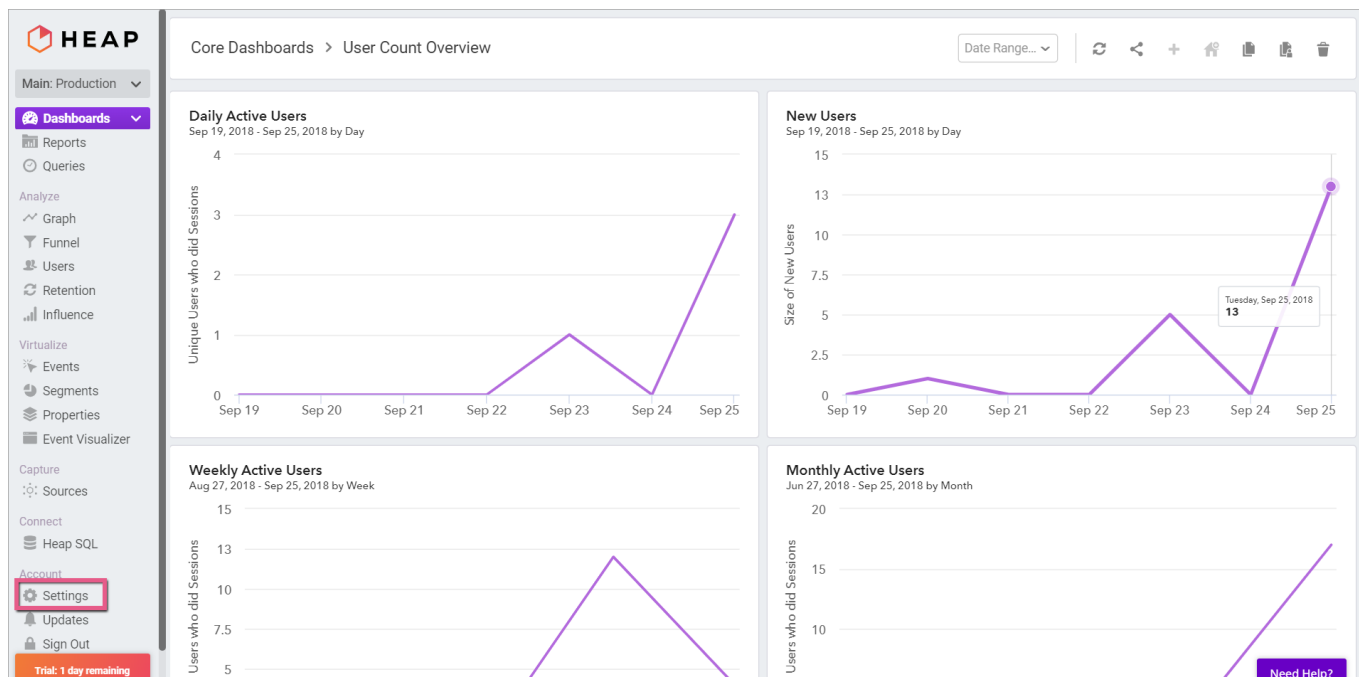 HEAP
Main: Production
Dashboards
Reports
Queries
Analyze
Graph
Funnel
Users
Retention
Influence
Virtualize
Events
Segments
Properties
Event Visualizer
Capture
Sources
Connect
Heap SQL
Account
Settings
Updates
Sign Out
Trial: 1 day remaining
Core Dashboards > User Count Overview
Date Range...
Daily Active Users
Sep 19, 2018 - Sep 25, 2018 by Day
Unique Users who did Sessions
4
3
2
1
0
Sep 19 Sep 20 Sep 21 Sep 22 Sep 23 Sep 24 Sep 25
New Users
Sep 19, 2018 - Sep 25, 2018 by Day
Size of New Users
15
13
10
7.5
5
2.5
0
Tuesday, Sep 25, 2018
13
Sep 19 Sep 20 Sep 21 Sep 22 Sep 23 Sep 24 Sep 25
Weekly Active Users
Aug 27, 2018 - Sep 25, 2018 by Week
Users who did Sessions
15
13
10
7.5
5
Monthly Active Users
Jun 27, 2018 - Sep 25, 2018 by Month
Users who did Sessions
20
15
10
Need Help?